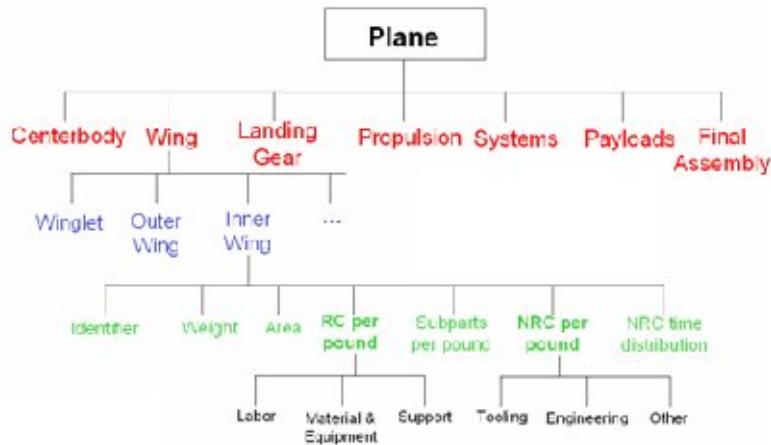 Plane
Centerbody Wing Landing Gear Propulsion Systems Payloads Final Assembly
Winglet Outer Wing Inner Wing ...
Identifier Weight Area RC per pound Subparts per pound NRC per pound NRC time distribution
Labor Material & Equipment Support Tooling Engineering Other